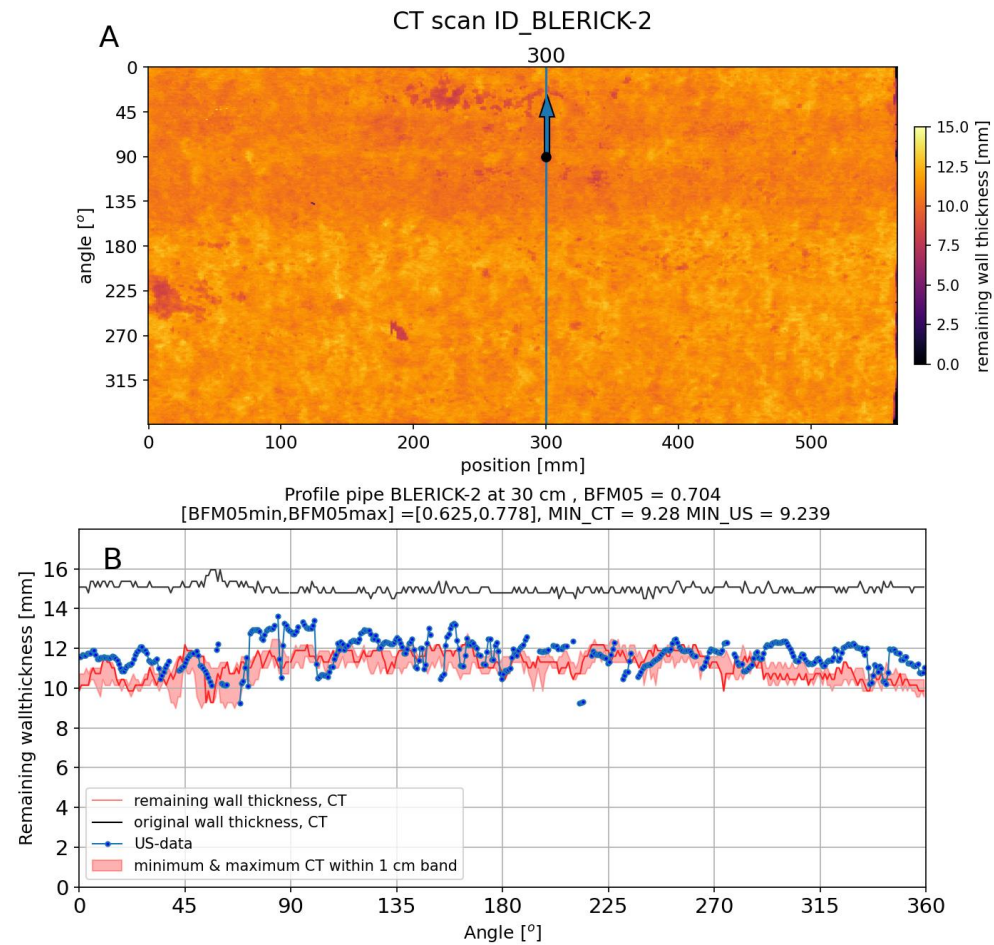 CT scan ID_BLERICK-2
A
300
0
45
90
135
180
225
270
315
angle [°]
0
100
200
300
400
500
position [mm]
15.0
12.5
10.0
7.5
5.0
2.5
0.0
remaining wall thickness [mm]
Profile pipe BLERICK-2 at 30 cm , BFM05 = 0.704
[BFM05min,BFM05max] =[0.625,0.778], MIN_CT = 9.28 MIN_US = 9.239
B
16
14
12
10
8
6
4
2
0
Remaining wallthickness [mm]
remaining wall thickness, CT
original wall thickness, CT
US-data
minimum & maximum CT within 1 cm band
0
45
90
135
180
225
270
315
360
Angle [°]